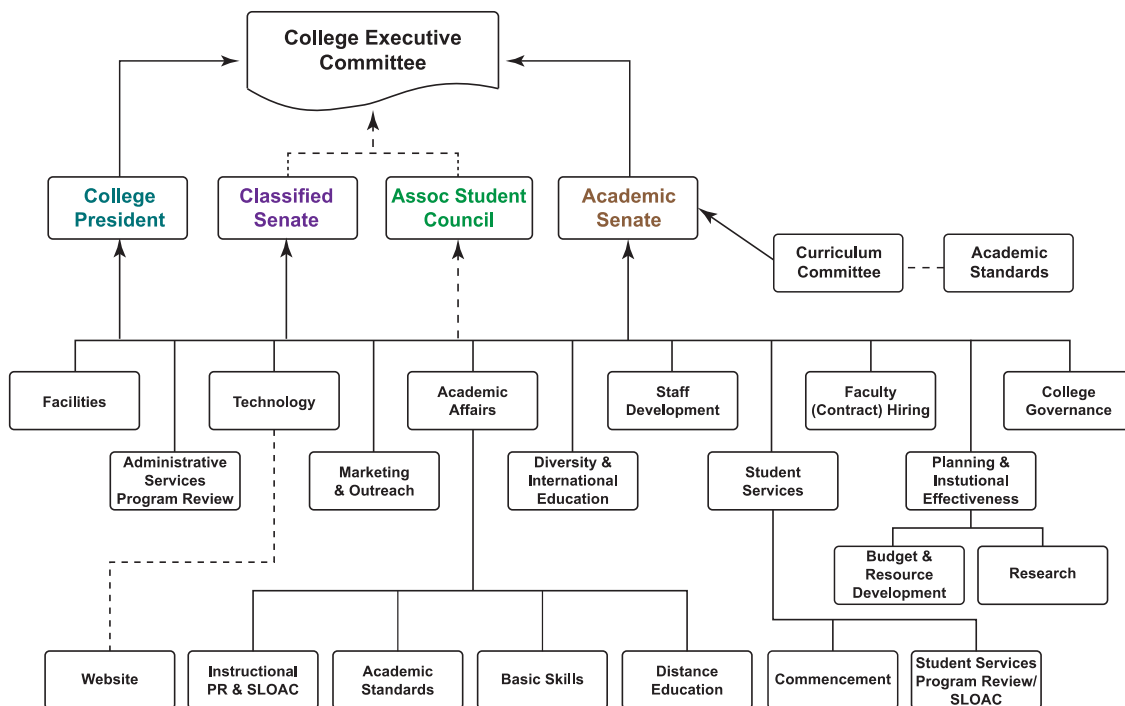 College Executive
Committee
College
President
Classified
Senate
Assoc Student
Council
Academic
Senate
Curriculum
Committee
Academic
Standards
Facilities
Technology
Academic
Affairs
Staff
Development
Faculty
(Contract) Hiring
College
Governance
Administrative
Services
Program Review
Marketing
& Outreach
Diversity &
International
Education
Student
Services
Planning &
Instutional
Effectiveness
Budget &
Resource
Development
Research
Website
Instructional
PR & SLOAC
Academic
Standards
Basic Skills
Distance
Education
Commencement
Student Services
Program Review/
SLOAC